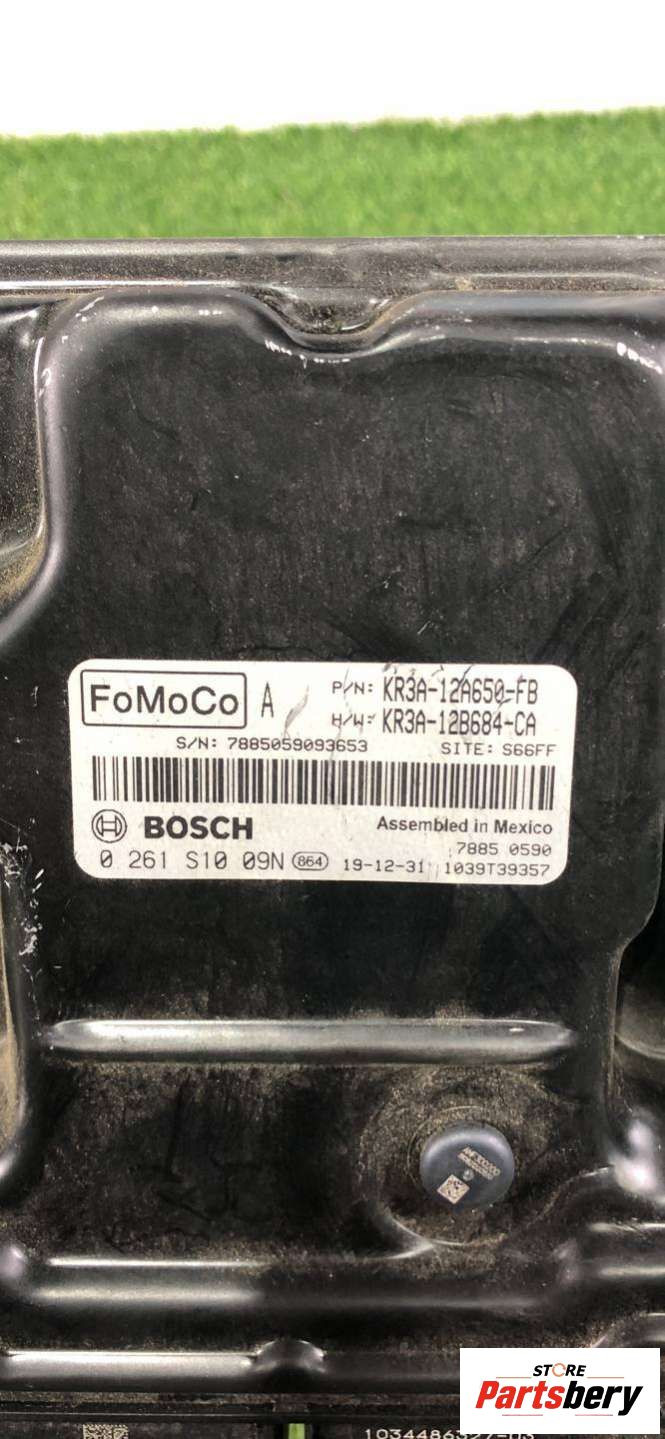 FoMoCo A P/N: KR3A-12A650-FB
H/W: KR3A-12B684-CA
S/N: 7885059093653 SITE: S66FF
BOSCH Assembled in Mexico
7885 0590
0 261 S10 09N 864 19-12-31 1039T39357
STORE
Partsbery